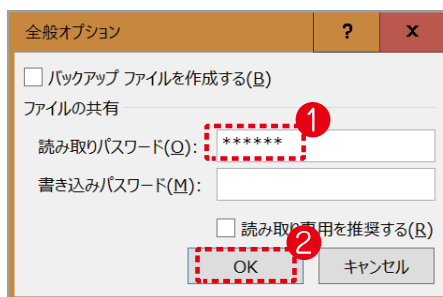 全般オプション ? x
バックアップ ファイルを作成する(B)
ファイルの共有
1
読み取りパスワード(O): ******
書き込みパスワード(M):
読み取り専用を推奨する(R)
2
OK キャンセル